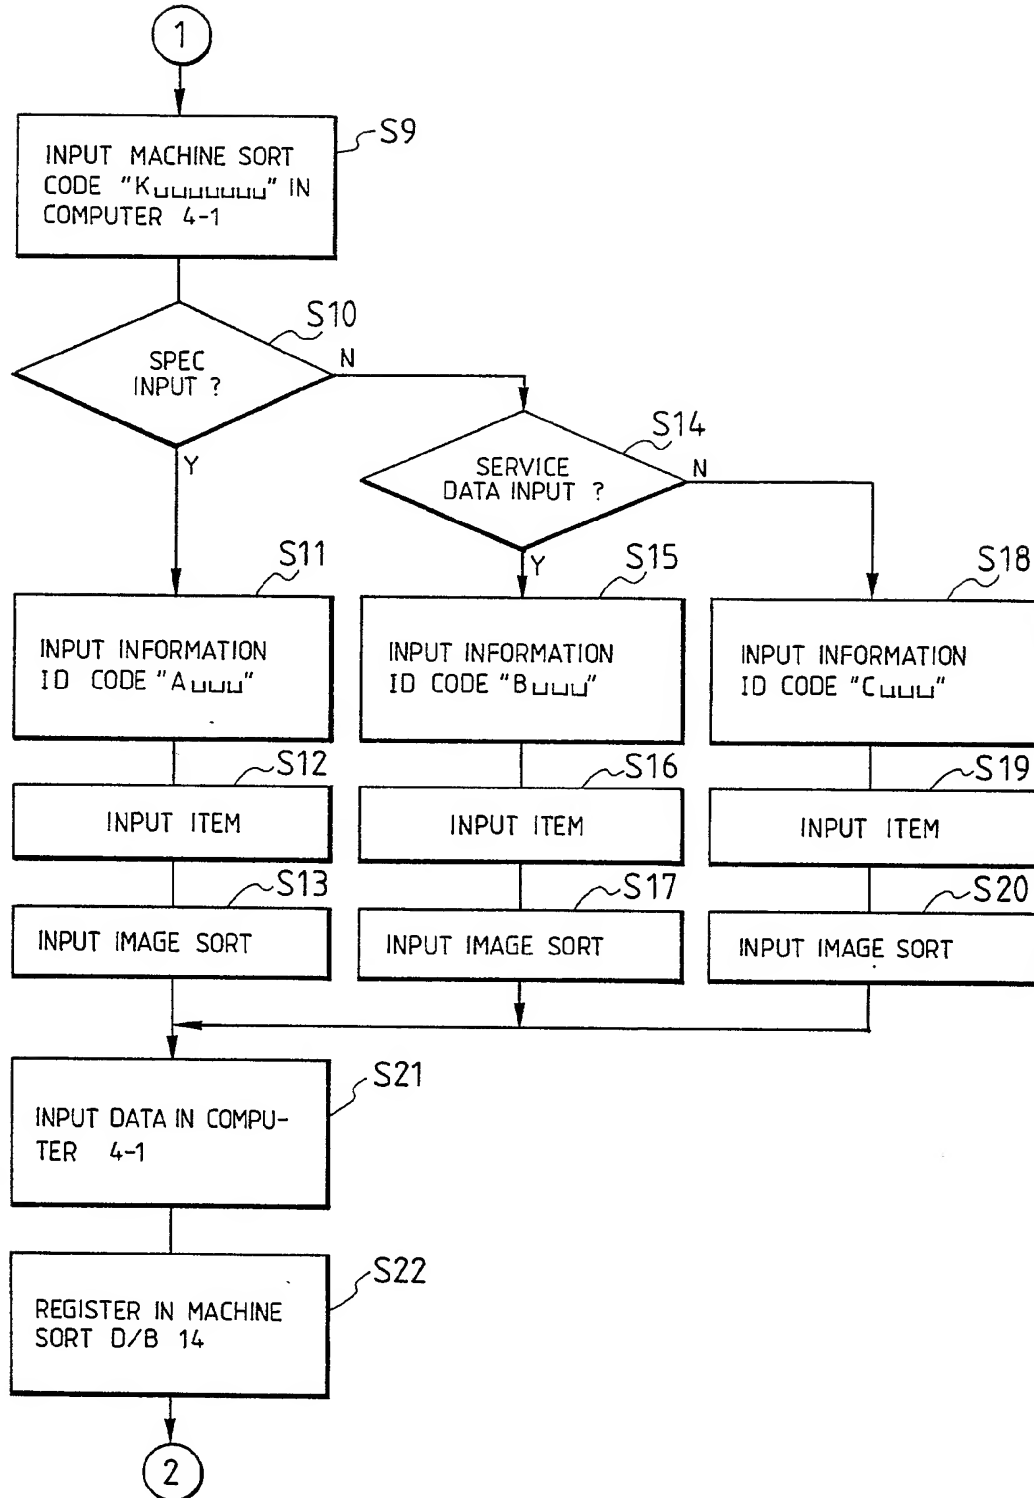 1
S9
INPUT MACHINE SORT
CODE "K␣␣␣␣␣␣␣" IN
COMPUTER 4-1
S10
SPEC
INPUT ?
N
Y
S14
SERVICE
DATA INPUT ?
N
Y
S11
INPUT INFORMATION
ID CODE "A␣␣␣"
S15
INPUT INFORMATION
ID CODE "B␣␣␣"
S18
INPUT INFORMATION
ID CODE "C␣␣␣"
S12
INPUT ITEM
S16
INPUT ITEM
S19
INPUT ITEM
S13
INPUT IMAGE SORT
S17
INPUT IMAGE SORT
S20
INPUT IMAGE SORT
S21
INPUT DATA IN COMPU-
TER 4-1
S22
REGISTER IN MACHINE
SORT D/B 14
2